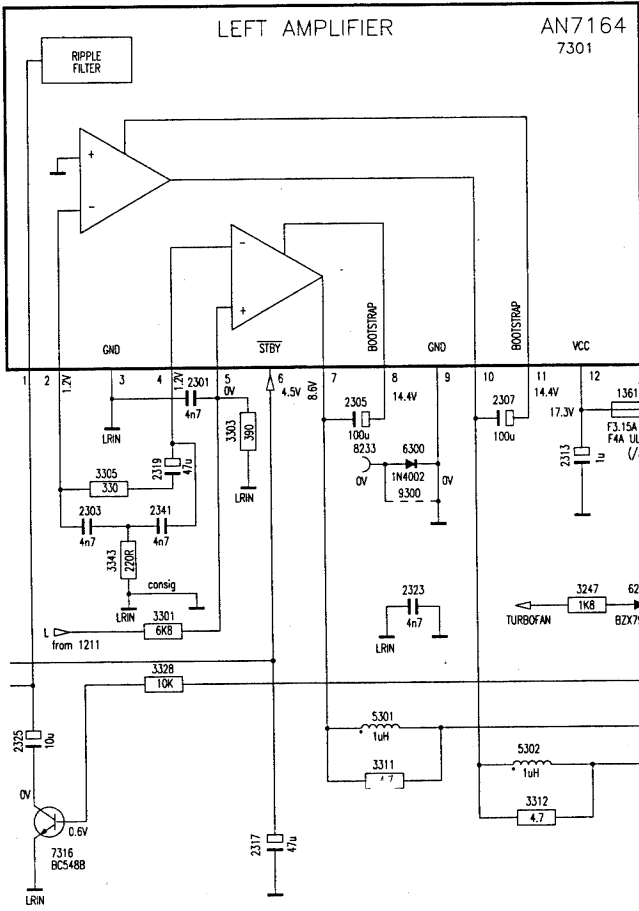 LEFT AMPLIFIER
AN7164
7301
RIPPLE
FILTER
+
−
−
+
GND
STBY
BOOTSTRAP
GND
BOOTSTRAP
VCC
1
2
3
4
5
6
7
8
9
10
11
12
1.2V
1.2V
0V
4.5V
8.6V
14.4V
14.4V
17.3V
2301
4n7
LRIN
3303
390
LRIN
2305
100u
2307
100u
1361
F3.15A
F4A UL
2313
1u
8233
0V
6300
1N4002
9300
0V
2319
47u
3305
330
2303
4n7
2341
4n7
3343
220R
consig
LRIN
2323
4n7
LRIN
3247
1K8
TURBOFAN
62
BZX79
L
from 1211
3301
6K8
3328
10K
2325
10u
5301
1uH
3311
5302
1uH
3312
4.7
0V
0.6V
7316
BC548B
LRIN
2317
47u